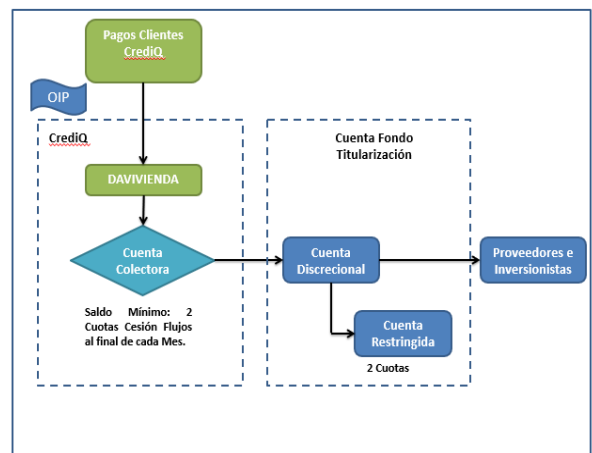 Pagos Clientes
CrediQ
OIP
CrediQ
Cuenta Fondo
Titularización
DAVIVIENDA
Cuenta
Colectora
Cuenta
Discrecional
Proveedores e
Inversionistas
Saldo Mínimo: 2
Cuotas Cesión Flujos
al final de cada Mes.
Cuenta
Restringida
2 Cuotas